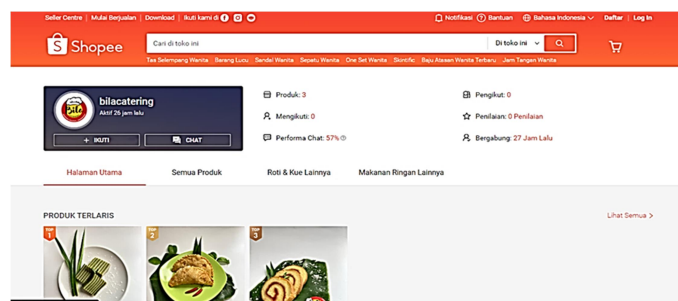 Seller Centre | Mulai Berjualan | Download | Ikuti kami di
Notifikasi Bantuan Bahasa Indonesia Daftar | Log In
Shopee
Cari di toko ini
Di toko ini
Tas Selempang Wanita Barang Lucu Sandal Wanita Sepatu Wanita One Set Wanita Skintific Baju Atasan Wanita Terbaru Jam Tangan Wanita
bilacatering
Aktif 26 jam lalu
+ IKUTI
CHAT
Produk: 3
Pengikut: 0
Mengikuti: 0
Penilaian: 0 Penilaian
Performa Chat: 57%
Bergabung: 27 Jam Lalu
Halaman Utama Semua Produk Roti & Kue Lainnya Makanan Ringan Lainnya
PRODUK TERLARIS
Lihat Semua >
TOP 1
TOP 2
TOP 3